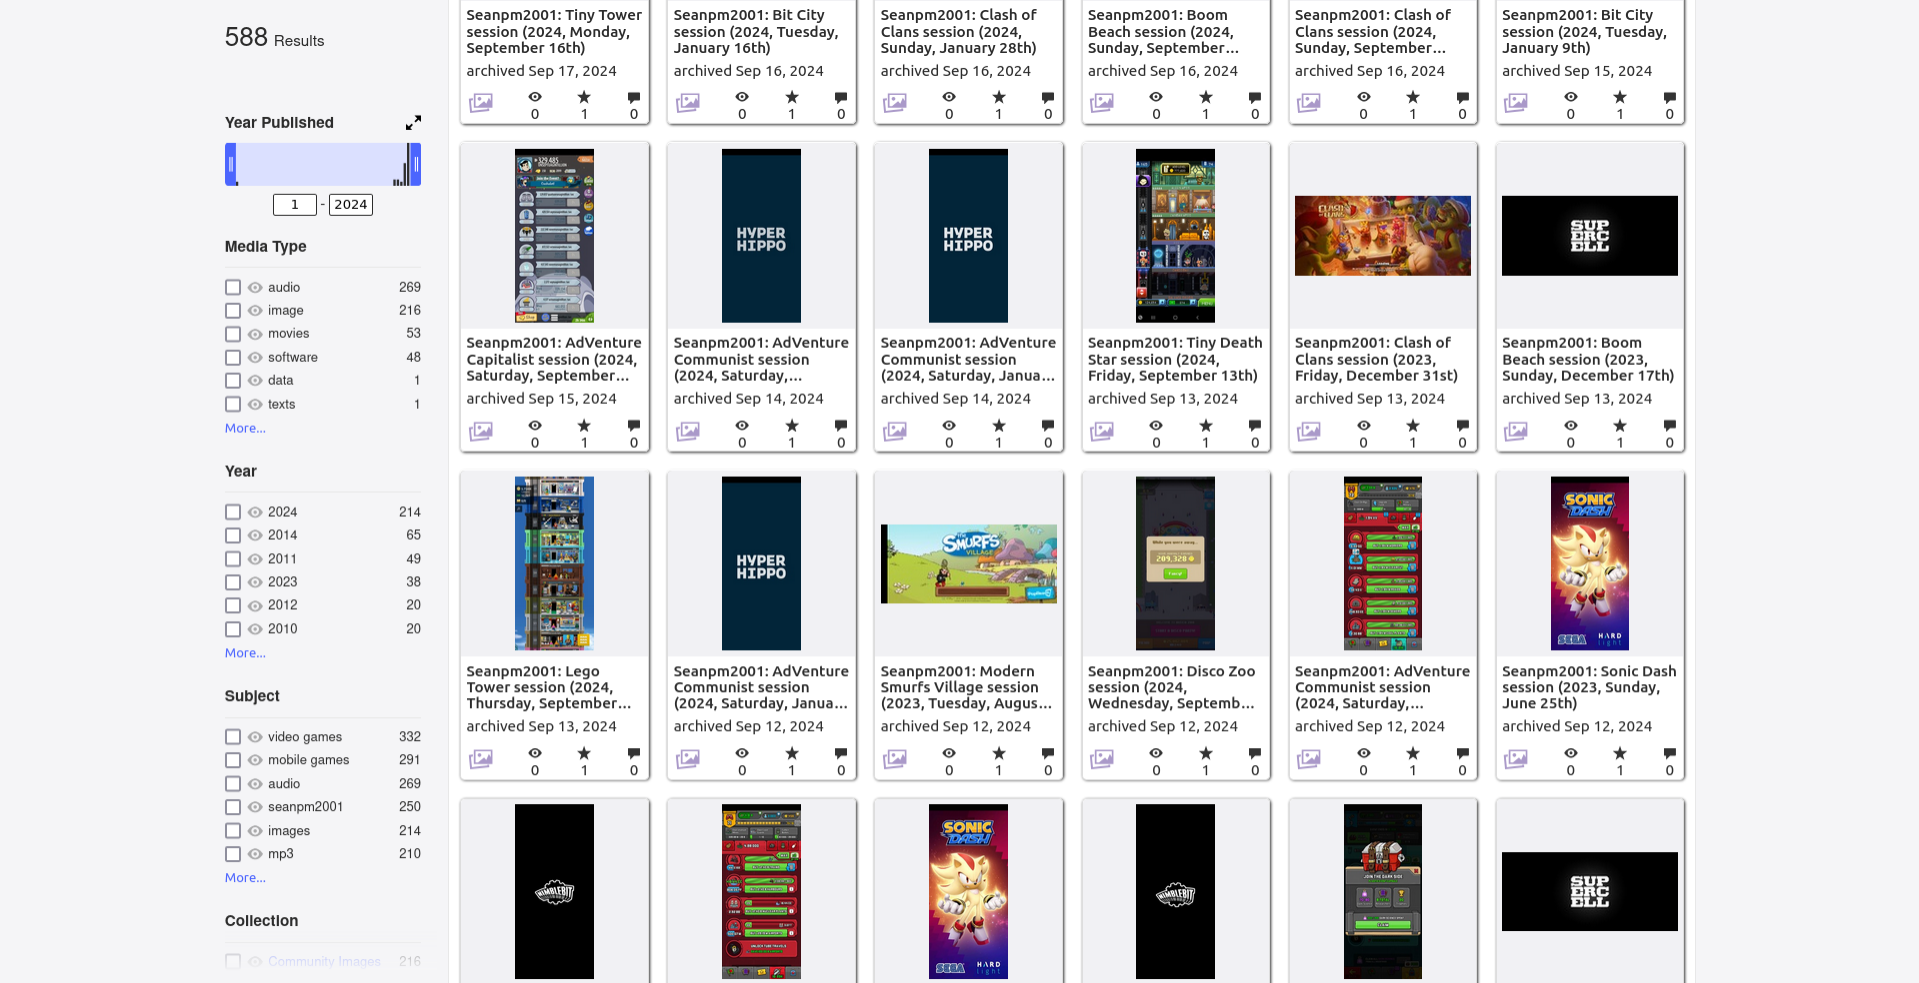 588 Results
Year Published
1 - 2024
Media Type
audio 269
image 216
movies 53
software 48
data 1
texts 1
More...
Year
2024 214
2014 65
2011 49
2023 38
2012 20
2010 20
More...
Subject
video games 332
mobile games 291
audio 269
seanpm2001 250
images 214
mp3 210
More...
Collection
Community Images 216
Seanpm2001: Tiny Tower
session (2024, Monday,
September 16th)
archived Sep 17, 2024
0 1 0
Seanpm2001: Bit City
session (2024, Tuesday,
January 16th)
archived Sep 16, 2024
0 1 0
Seanpm2001: Clash of
Clans session (2024,
Sunday, January 28th)
archived Sep 16, 2024
0 1 0
Seanpm2001: Boom
Beach session (2024,
Sunday, September...
archived Sep 16, 2024
0 1 0
Seanpm2001: Clash of
Clans session (2024,
Sunday, September...
archived Sep 16, 2024
0 1 0
Seanpm2001: Bit City
session (2024, Tuesday,
January 9th)
archived Sep 15, 2024
0 1 0
329.485
Seanpm2001: AdVenture
Capitalist session (2024,
Saturday, September...
archived Sep 15, 2024
0 1 0
HYPER
HIPPO
Seanpm2001: AdVenture
Communist session
(2024, Saturday,...
archived Sep 14, 2024
0 1 0
HYPER
HIPPO
Seanpm2001: AdVenture
Communist session
(2024, Saturday, Janua...
archived Sep 14, 2024
0 1 0
Seanpm2001: Tiny Death
Star session (2024,
Friday, September 13th)
archived Sep 13, 2024
0 1 0
CLASH
OF CLANS
Seanpm2001: Clash of
Clans session (2023,
Friday, December 31st)
archived Sep 13, 2024
0 1 0
SUP
ERC
ELL
Seanpm2001: Boom
Beach session (2023,
Sunday, December 17th)
archived Sep 13, 2024
0 1 0
Seanpm2001: Lego
Tower session (2024,
Thursday, September...
archived Sep 13, 2024
0 1 0
HYPER
HIPPO
Seanpm2001: AdVenture
Communist session
(2024, Saturday, Janua...
archived Sep 12, 2024
0 1 0
THE
SMURFS
VILLAGE
Seanpm2001: Modern
Smurfs Village session
(2023, Tuesday, Augus...
archived Sep 12, 2024
0 1 0
While you were away...
209,320
Seanpm2001: Disco Zoo
session (2024,
Wednesday, Septemb...
archived Sep 12, 2024
0 1 0
Seanpm2001: AdVenture
Communist session
(2024, Saturday,...
archived Sep 12, 2024
0 1 0
SONIC
DASH
SEGA HARD
light
Seanpm2001: Sonic Dash
session (2023, Sunday,
June 25th)
archived Sep 12, 2024
0 1 0
NIMBLEBIT
SONIC
DASH
SEGA HARD
light
NIMBLEBIT
JOIN THE DARK SIDE
CLAIM
SUP
ERC
ELL